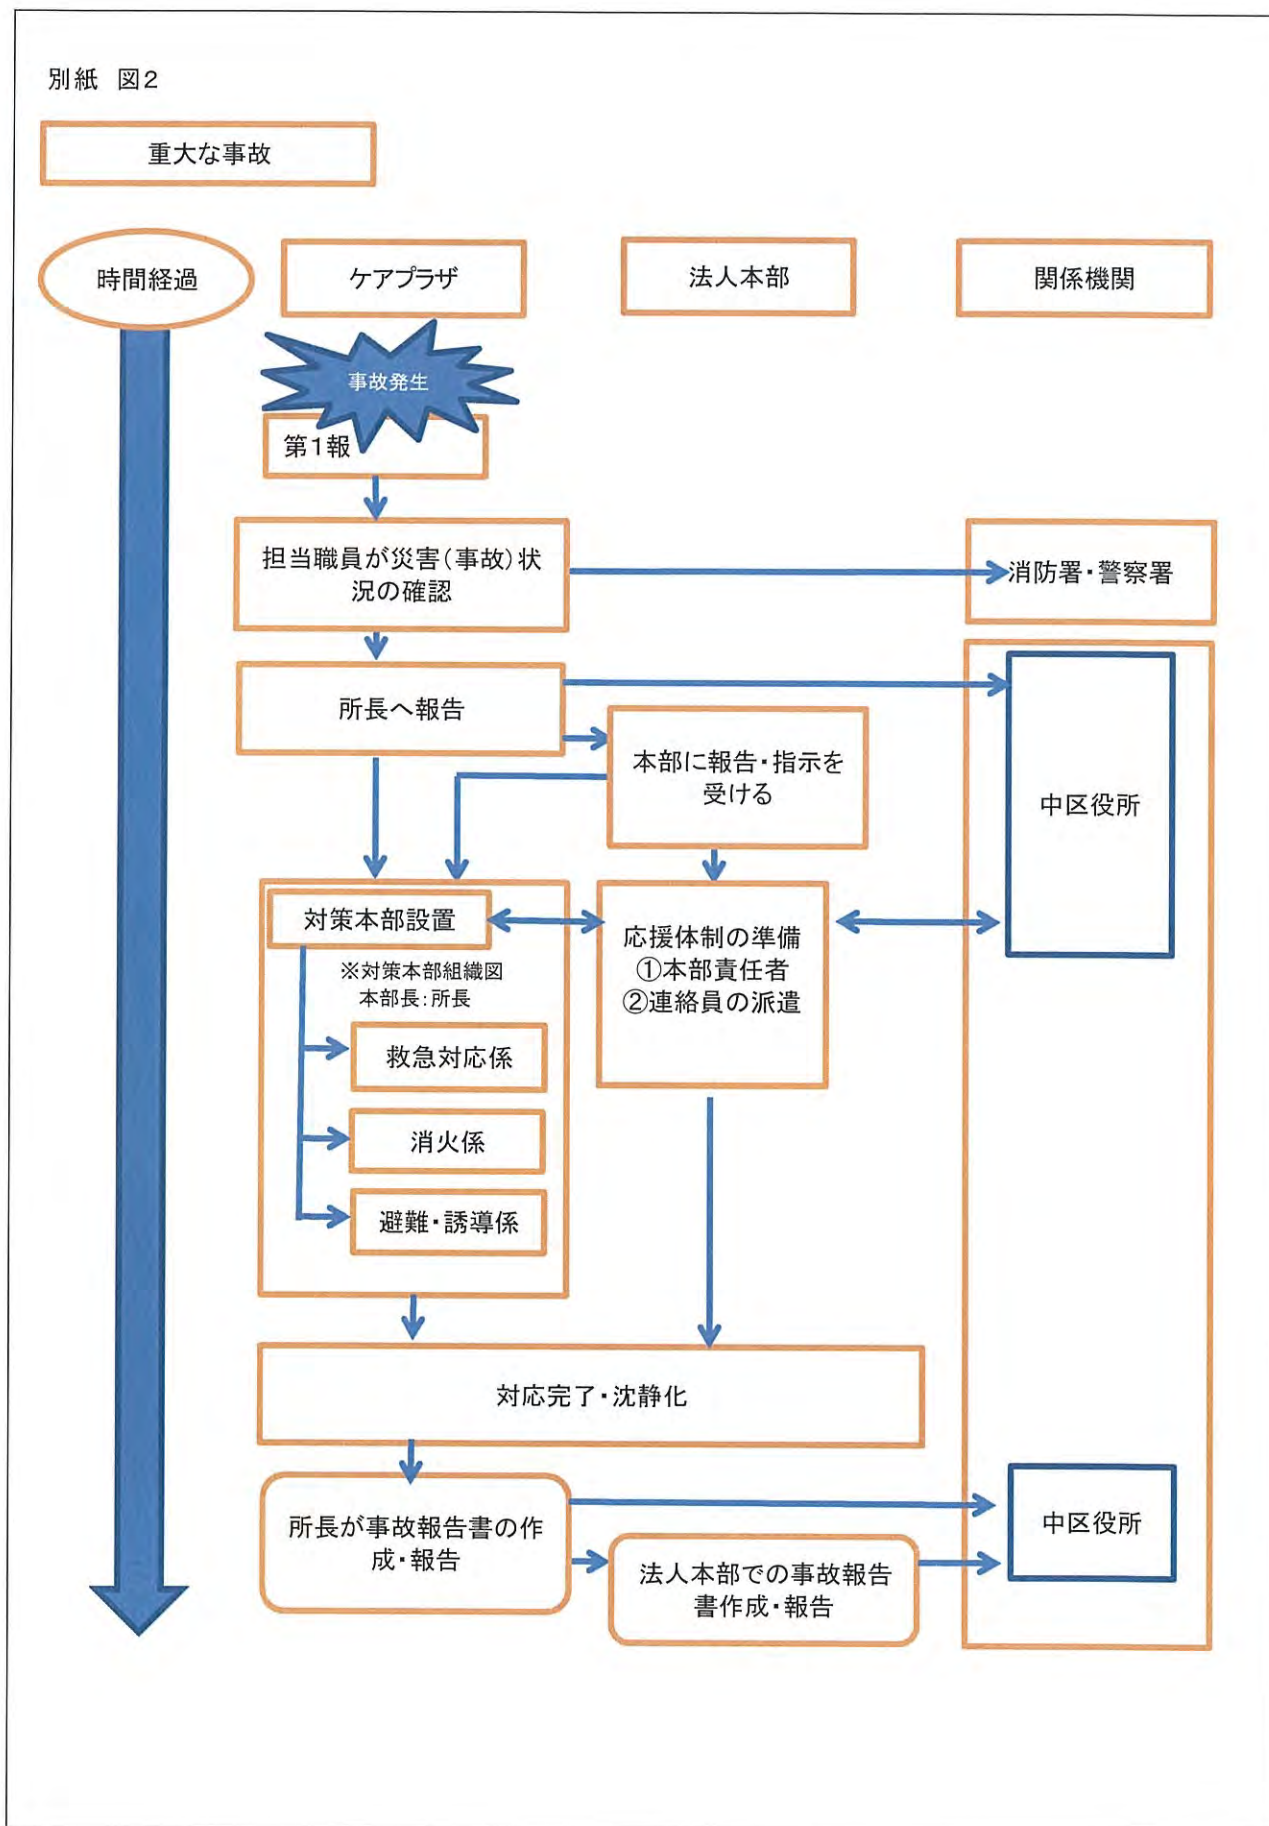 別紙 図2
重大な事故
時間経過
ケアプラザ
法人本部
関係機関
事故発生
第1報
担当職員が災害(事故)状
況の確認
消防署・警察署
所長へ報告
本部に報告・指示を
受ける
中区役所
対策本部設置
※対策本部組織図
本部長:所長
救急対応係
消火係
避難・誘導係
応援体制の準備
①本部責任者
②連絡員の派遣
対応完了・沈静化
所長が事故報告書の作
成・報告
法人本部での事故報告
書作成・報告
中区役所